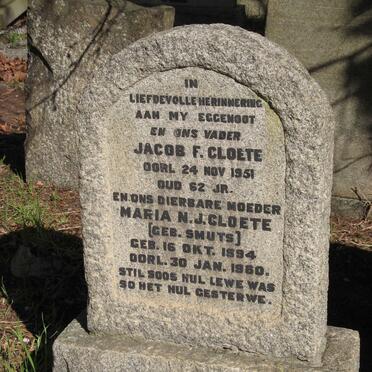 IN
LIEFDEVOLLE HERINNERING
AAN MY EGGENOOT
EN ONS VADER
JACOB F. CLOETE
OORL 24 NOV 1951
OUD 62 JR.
EN ONS DIERBARE MOEDER
MARIA N.J. CLOETE
[GEB. SMUTS]
GEB. 16 OKT. 1894
OORL. 30 JAN. 1980.
STIL SOOS HUL LEWE WAS
SO HET HUL GESTERWE.